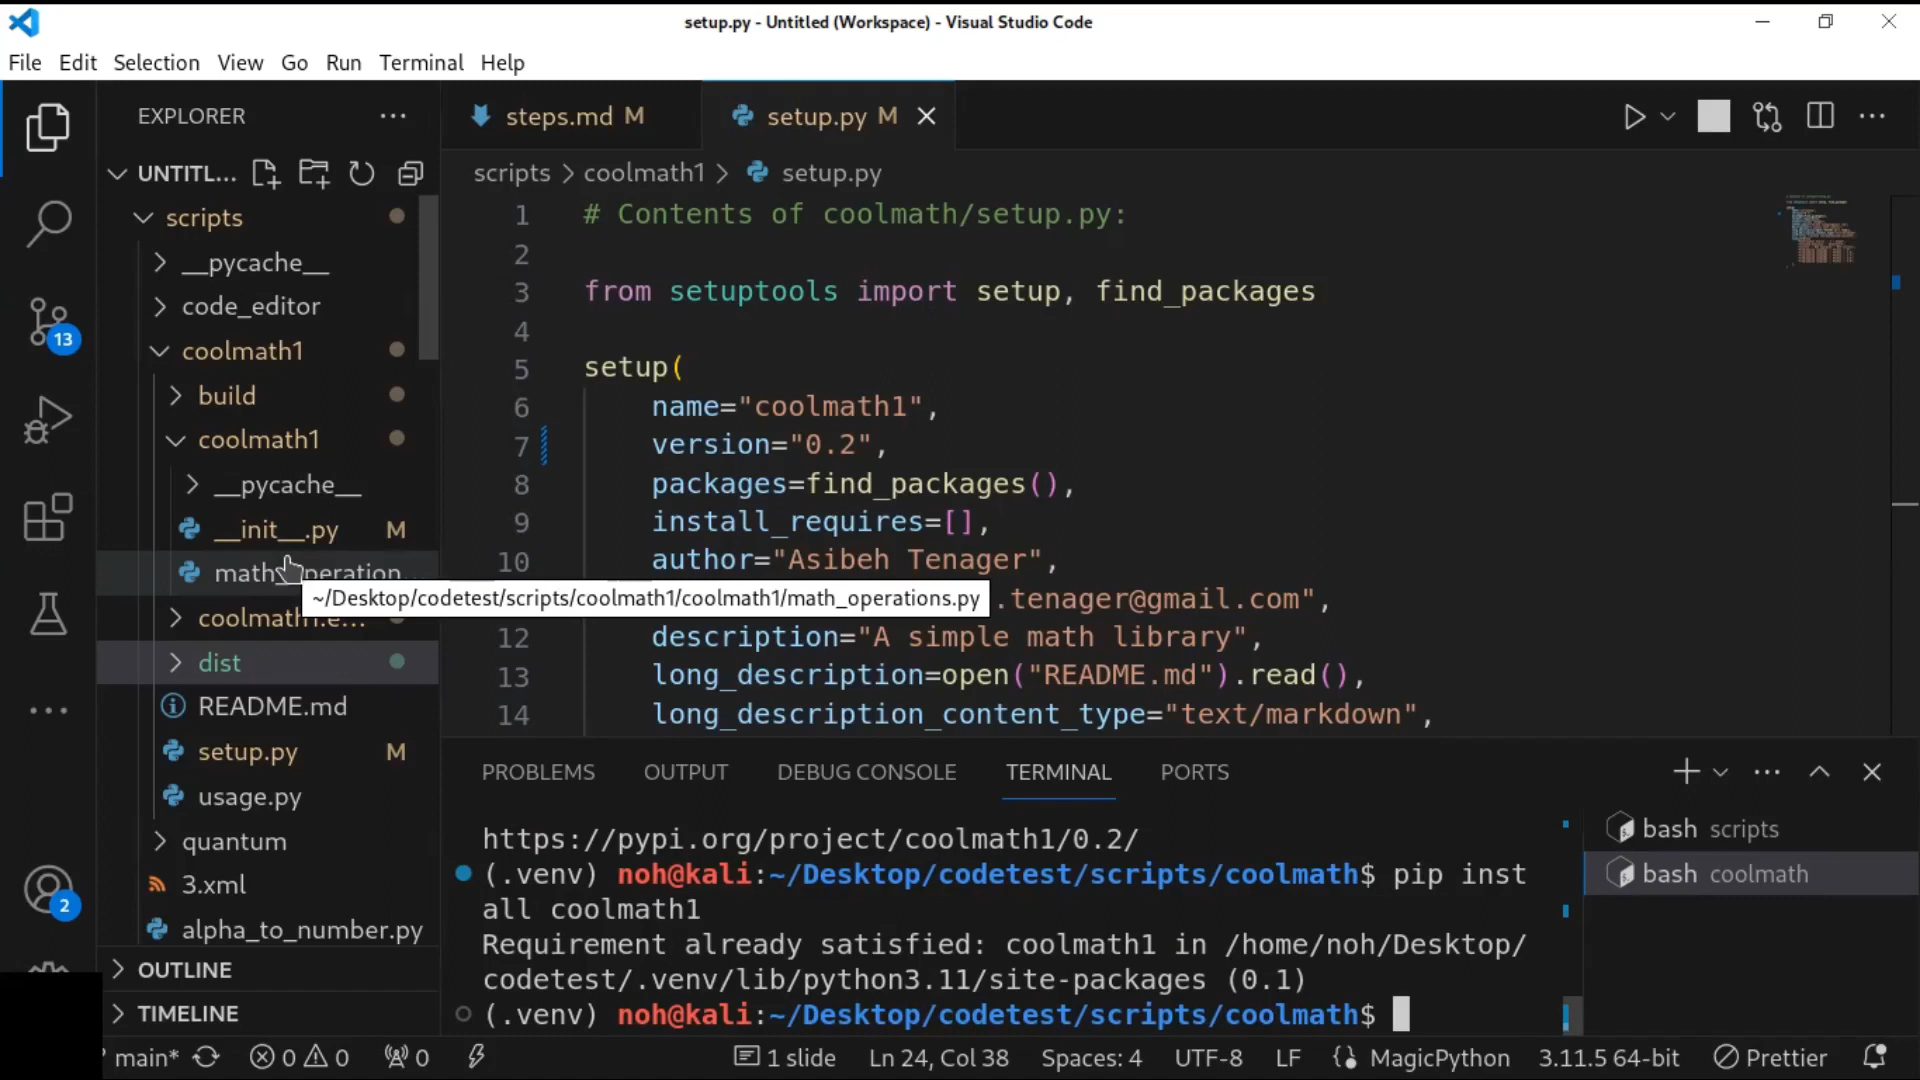 setup.py - Untitled (Workspace) - Visual Studio Code
File Edit Selection View Go Run Terminal Help
EXPLORER
UNTITL...
scripts
__pycache__
code_editor
coolmath1
build
coolmath1
__pycache__
__init__.py M
math_operation...
coolmath1.e...
dist
README.md
setup.py M
usage.py
quantum
3.xml
alpha_to_number.py
OUTLINE
TIMELINE
13
2
steps.md M setup.py M
scripts > coolmath1 > setup.py
1 # Contents of coolmath/setup.py:
2
3 from setuptools import setup, find_packages
4
5 setup(
6 name="coolmath1",
7 version="0.2",
8 packages=find_packages(),
9 install_requires=[],
10 author="Asibeh Tenager",
~/Desktop/codetest/scripts/coolmath1/coolmath1/math_operations.py
.tenager@gmail.com",
12 description="A simple math library",
13 long_description=open("README.md").read(),
14 long_description_content_type="text/markdown",
PROBLEMS OUTPUT DEBUG CONSOLE TERMINAL PORTS
https://pypi.org/project/coolmath1/0.2/
(.venv) noh@kali:~/Desktop/codetest/scripts/coolmath$ pip inst
all coolmath1
Requirement already satisfied: coolmath1 in /home/noh/Desktop/
codetest/.venv/lib/python3.11/site-packages (0.1)
(.venv) noh@kali:~/Desktop/codetest/scripts/coolmath$
bash scripts
bash coolmath
main* 0 0 0 1 slide Ln 24, Col 38 Spaces: 4 UTF-8 LF MagicPython 3.11.5 64-bit Prettier